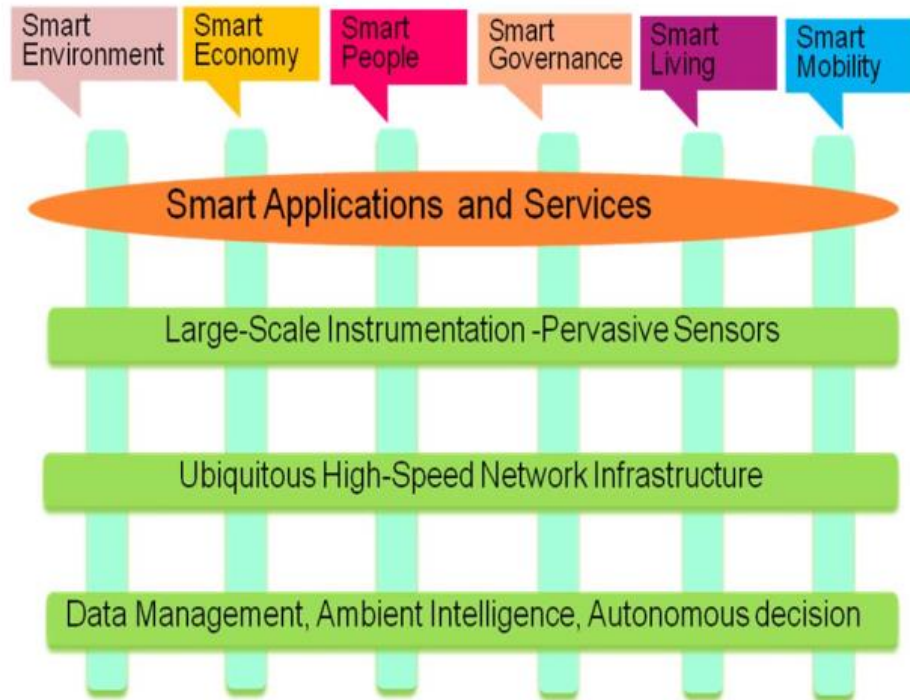 Smart
Environment
Smart
Economy
Smart
People
Smart
Governance
Smart
Living
Smart
Mobility
Smart Applications and Services
Large-Scale Instrumentation -Pervasive Sensors
Ubiquitous High-Speed Network Infrastructure
Data Management, Ambient Intelligence, Autonomous decision